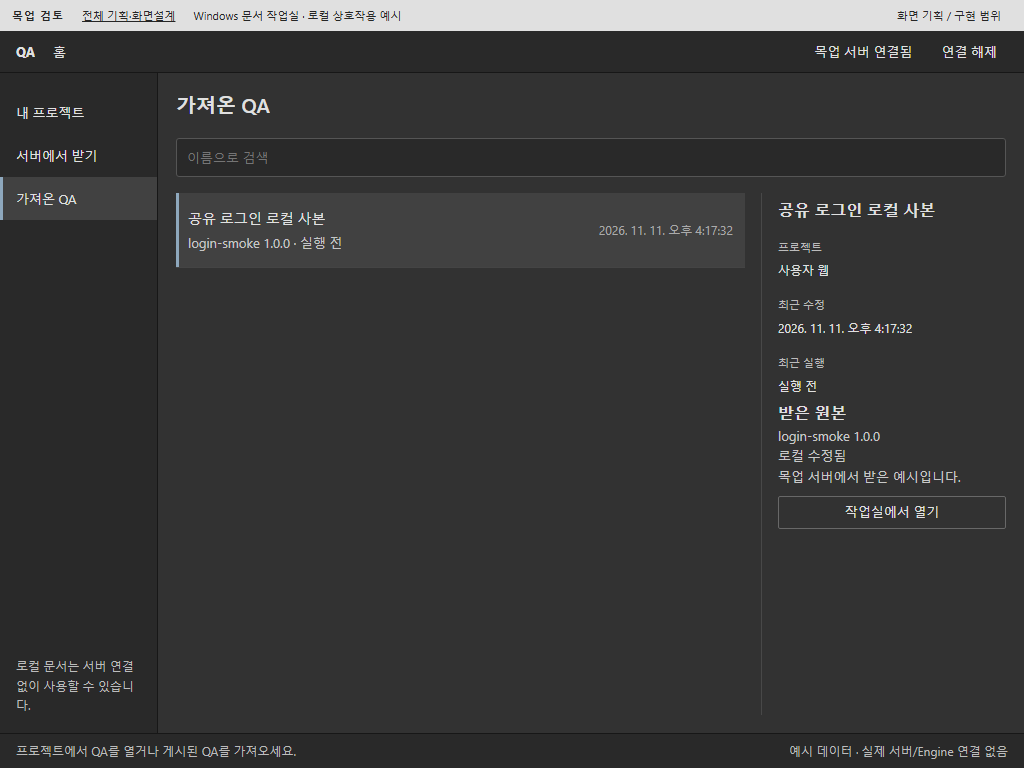 목업 검토 전체 기획·화면설계 Windows 문서 작업실 · 로컬 상호작용 예시 화면 기획 / 구현 범위
QA 홈 목업 서버 연결됨 연결 해제
내 프로젝트
서버에서 받기
가져온 QA
가져온 QA
이름으로 검색
공유 로그인 로컬 사본
login-smoke 1.0.0 · 실행 전
2026. 11. 11. 오후 4:17:32
공유 로그인 로컬 사본
프로젝트
사용자 웹
최근 수정
2026. 11. 11. 오후 4:17:32
최근 실행
실행 전
받은 원본
login-smoke 1.0.0
로컬 수정됨
목업 서버에서 받은 예시입니다.
작업실에서 열기
로컬 문서는 서버 연결
없이 사용할 수 있습니
다.
프로젝트에서 QA를 열거나 게시된 QA를 가져오세요. 예시 데이터 · 실제 서버/Engine 연결 없음